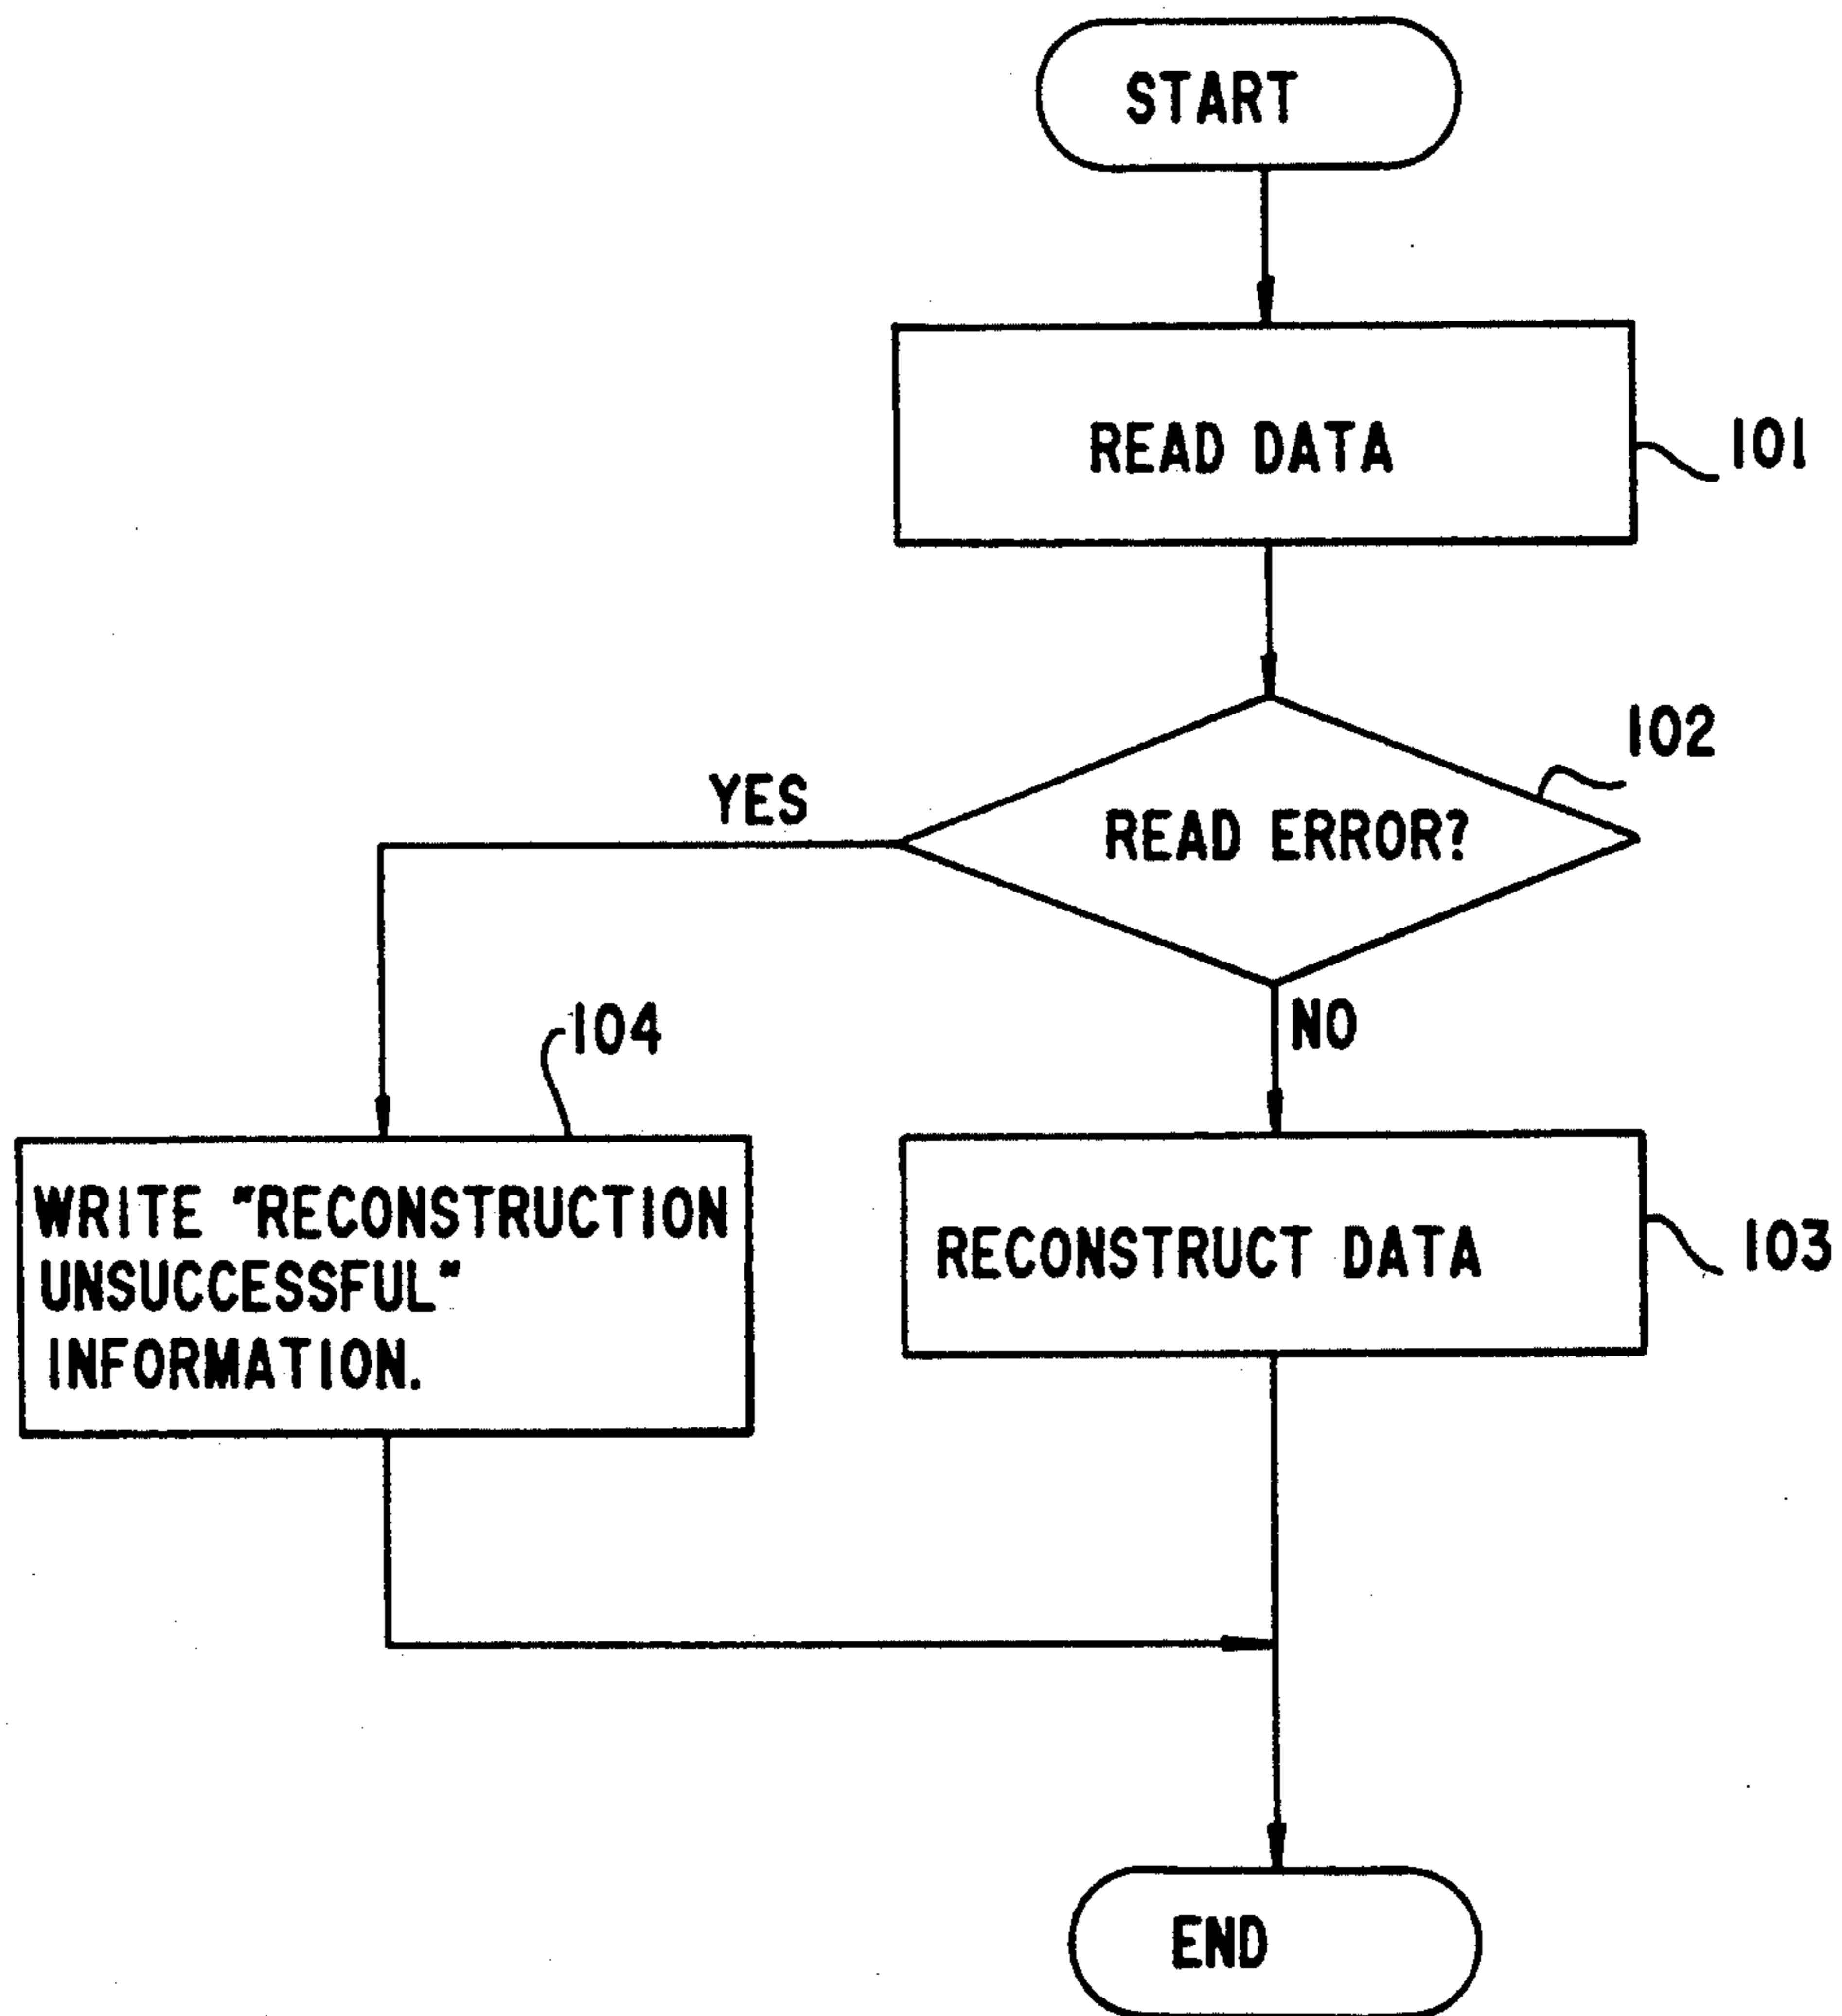 START
READ DATA
101
102
YES
READ ERROR?
NO
104
WRITE "RECONSTRUCTION
UNSUCCESSFUL"
INFORMATION.
RECONSTRUCT DATA
103
END